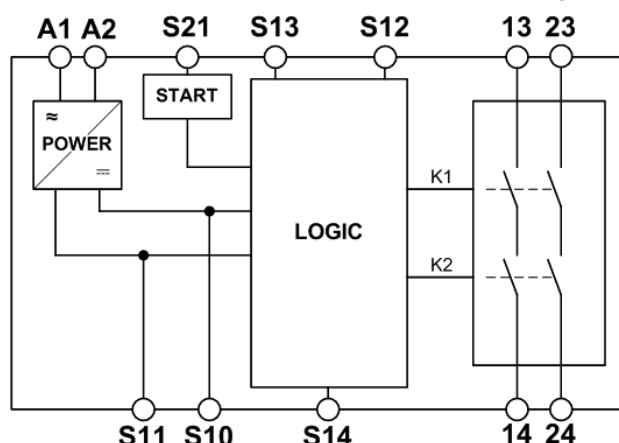 A1 A2 S21 S13 S12 13 23
START
≈
POWER
⎓
K1
LOGIC
K2
S11 S10 S14 14 24